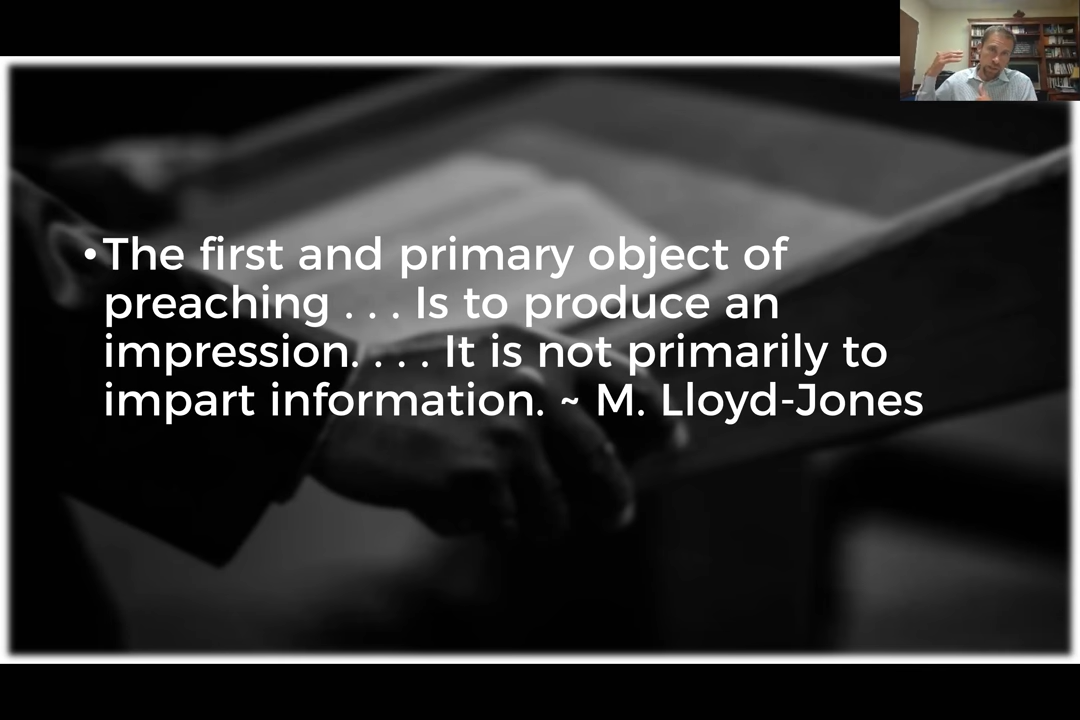 •The first and primary object of
preaching . . . Is to produce an
impression. . . . It is not primarily to
impart information. ~ M. Lloyd-Jones